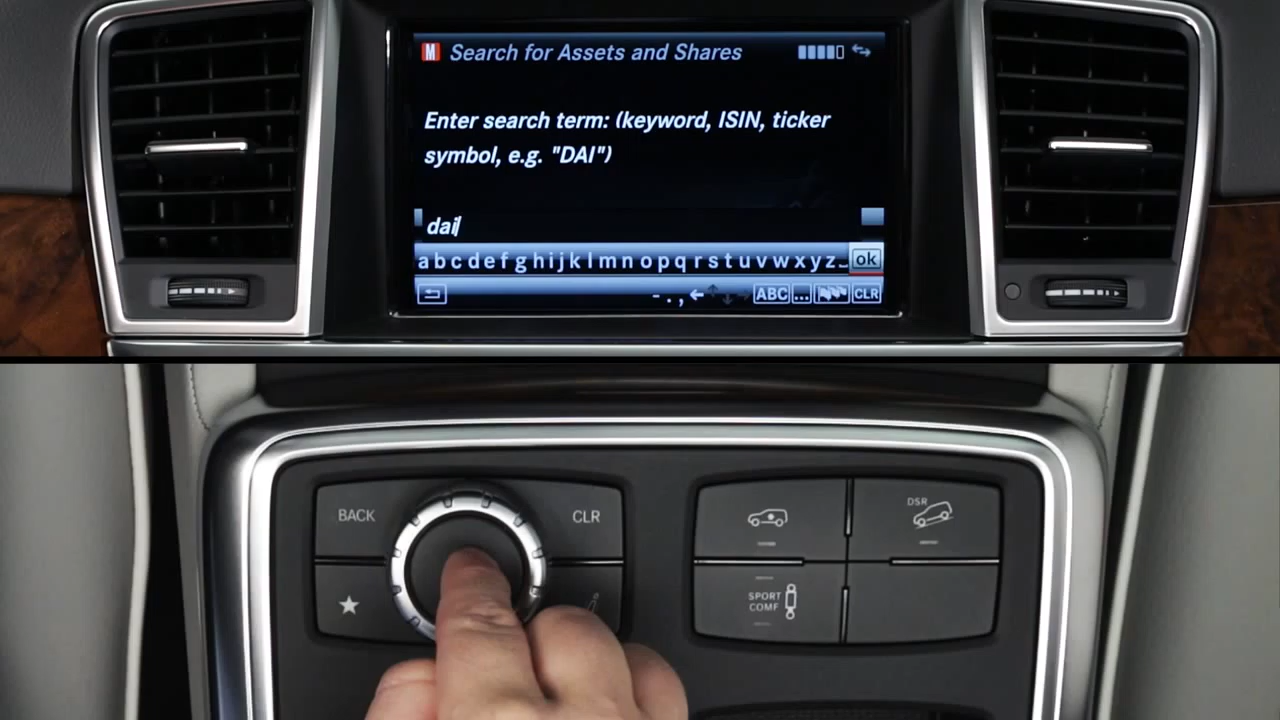 M Search for Assets and Shares
Enter search term: (keyword, ISIN, ticker
symbol, e.g. "DAI")
dai
a b c d e f g h i j k l m n o p q r s t u v w x y z _ ok
- . , ABC ... CLR
BACK
CLR
DSR
SPORT
COMF